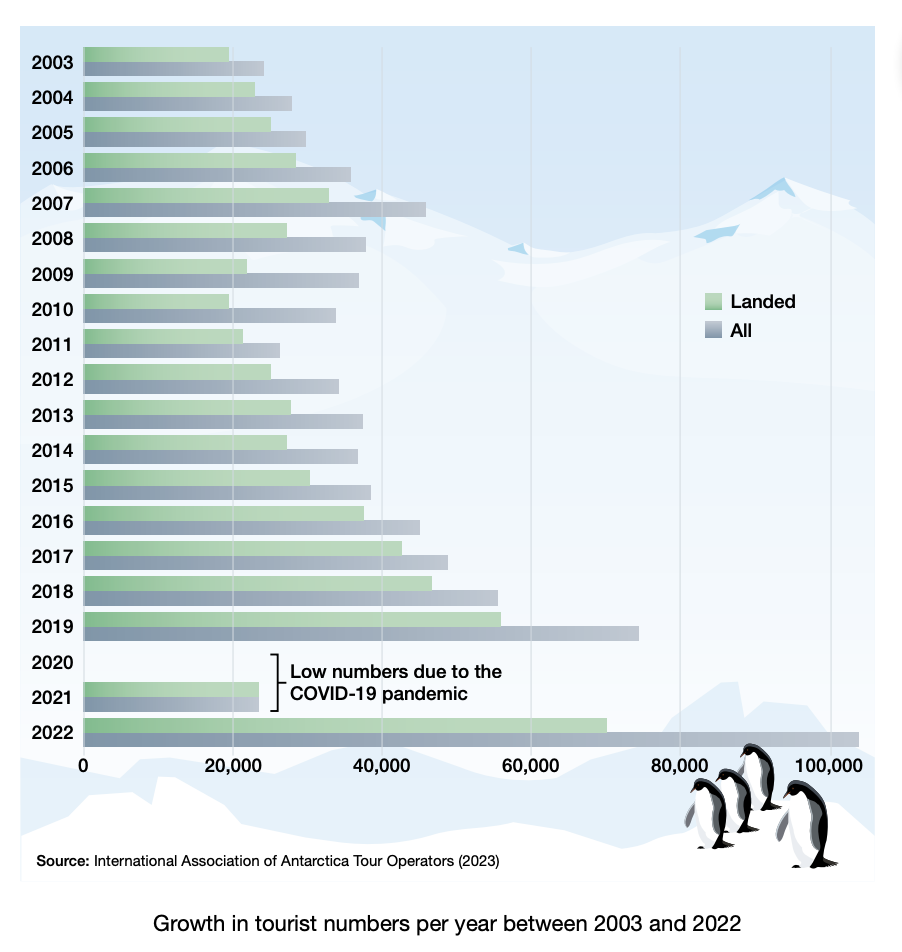 2003
2004
2005
2006
2007
2008
2009
Landed
2010
All
2011
2012
2013
2014
2015
2016
2017
2018
2019
2020
Low numbers due to the
COVID-19 pandemic
2021
2022
0 20,000 40,000 60,000 80,000 100,000
Source: International Association of Antarctica Tour Operators (2023)
Growth in tourist numbers per year between 2003 and 2022